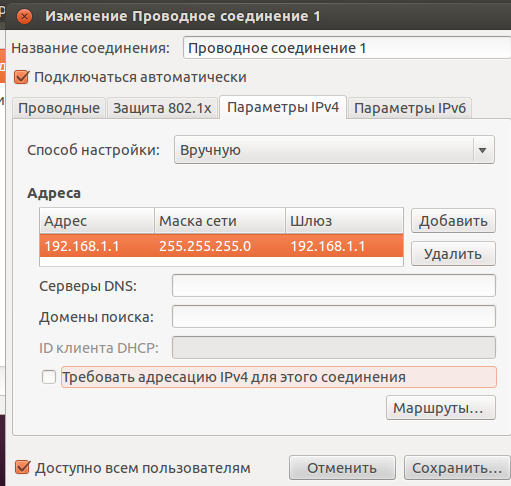 Изменение Проводное соединение 1
Название соединения: Проводное соединение 1
Подключаться автоматически
Проводные Защита 802.1x Параметры IPv4 Параметры IPv6
Способ настройки: Вручную
Адреса
Адрес Маска сети Шлюз Добавить
192.168.1.1 255.255.255.0 192.168.1.1
Удалить
Серверы DNS:
Домены поиска:
ID клиента DHCP:
Требовать адресацию IPv4 для этого соединения
Маршруты...
Доступно всем пользователям Отменить Сохранить...